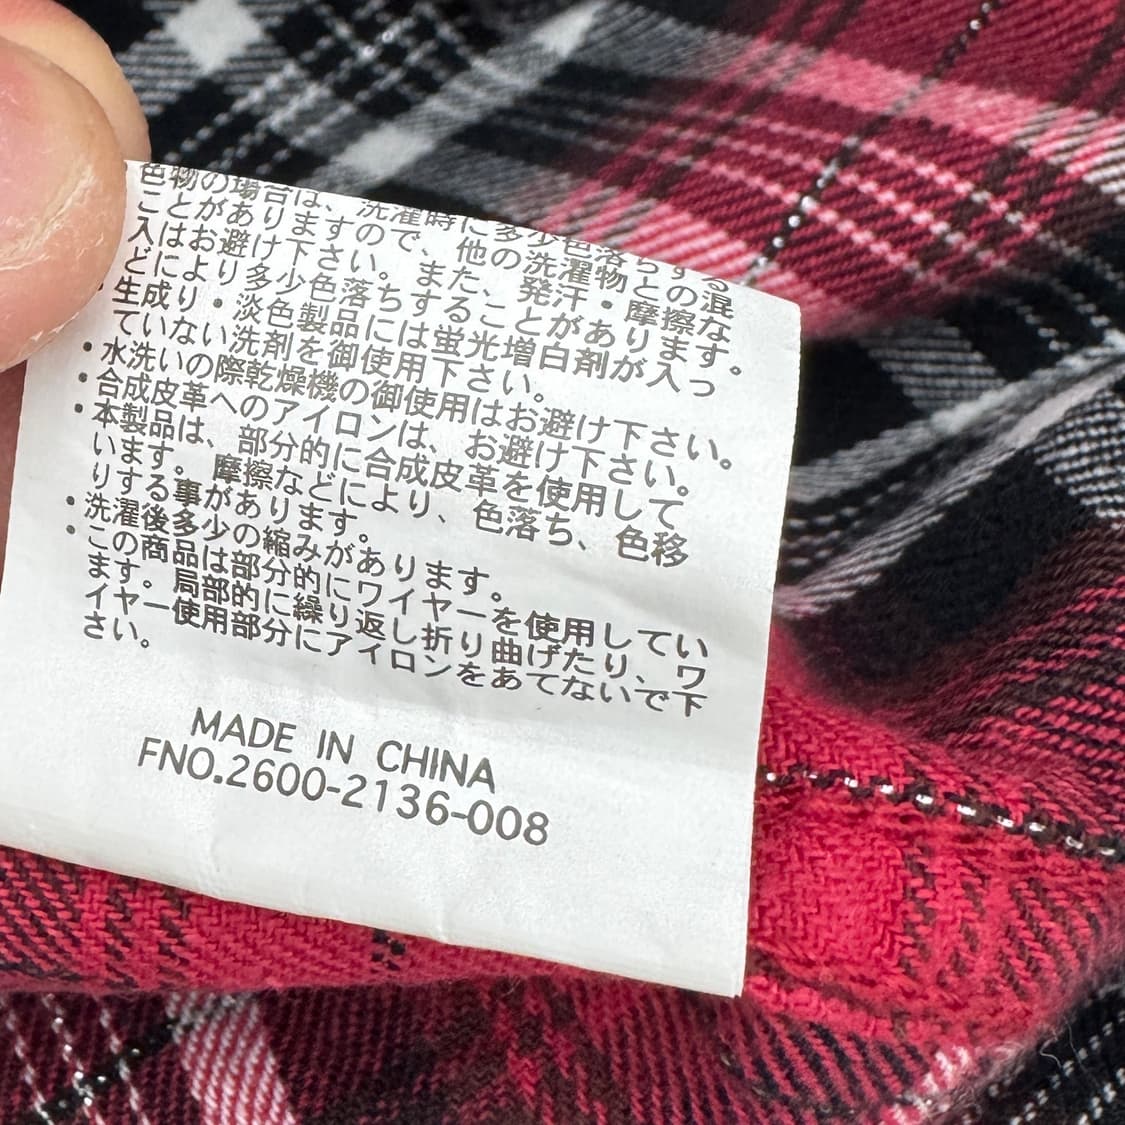 色物の場合は、洗濯時に多少色落ちする
ことがありますので、他の洗濯物との混
入はお避け下さい。また、発汗・摩擦な
どにより多少色落ちすることがあります。
・生成り・淡色製品には蛍光増白剤が入っ
ていない洗剤を御使用下さい。
・水洗いの際乾燥機の御使用はお避け下さい。
・合成皮革へのアイロンは、お避け下さい。
・本製品は、部分的に合成皮革を使用して
います。摩擦などにより、色落ち、色移
りする事があります。
・洗濯後多少の縮みがあります。
・この商品は部分的にワイヤーを使用してい
ます。局部的に繰り返し折り曲げたり、ワ
イヤー使用部分にアイロンをあてないで下
さい。
MADE IN CHINA
FNO.2600-2136-008